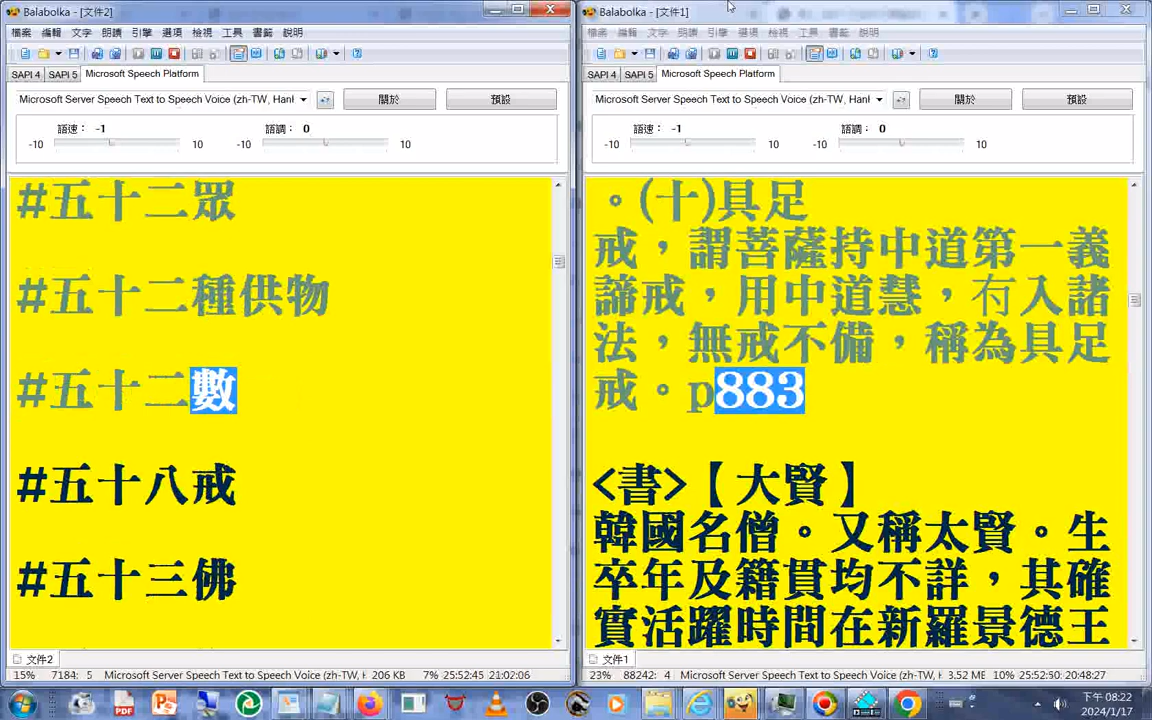 Balabolka - [文件2]
檔案 編輯 文字 朗讀 引擎 選項 檢視 工具 書籤 說明
SAPI 4 SAPI 5 Microsoft Speech Platform
Microsoft Server Speech Text to Speech Voice (zh-TW, Hanl
關於 預設
語速： -1 語調： 0
-10 10 -10 10
#五十二眾
#五十二種供物
#五十二數
#五十八戒
#五十三佛
文件2
15% 7184: 5 Microsoft Server Speech Text to Speech Voice (zh-TW, H 206 KB 7% 25:52:45 21:02:06
Balabolka - [文件1]
檔案 編輯 文字 朗讀 引擎 選項 檢視 工具 書籤 說明
SAPI 4 SAPI 5 Microsoft Speech Platform
Microsoft Server Speech Text to Speech Voice (zh-TW, Hanl
關於 預設
語速： -1 語調： 0
-10 10 -10 10
。(十)具足
戒，謂菩薩持中道第一義
諦戒，用中道慧，冇入諸
法，無戒不備，稱為具足
戒。p883
<書>【大賢】
韓國名僧。又稱太賢。生
卒年及籍貫均不詳，其確
實活躍時間在新羅景德王
文件1
23% 88242: 4 Microsoft Server Speech Text to Speech Voice (zh-TW, H 3.52 ME 10% 25:52:30 20:48:27
下午 08:22
2024/1/17